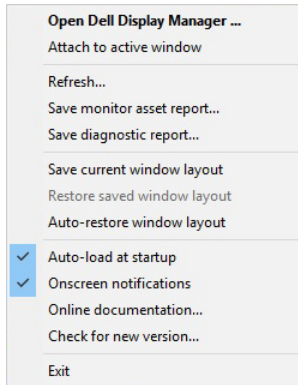 Open Dell Display Manager ...
Attach to active window
Refresh...
Save monitor asset report...
Save diagnostic report...
Save current window layout
Restore saved window layout
Auto-restore window layout
Auto-load at startup
Onscreen notifications
Online documentation...
Check for new version...
Exit